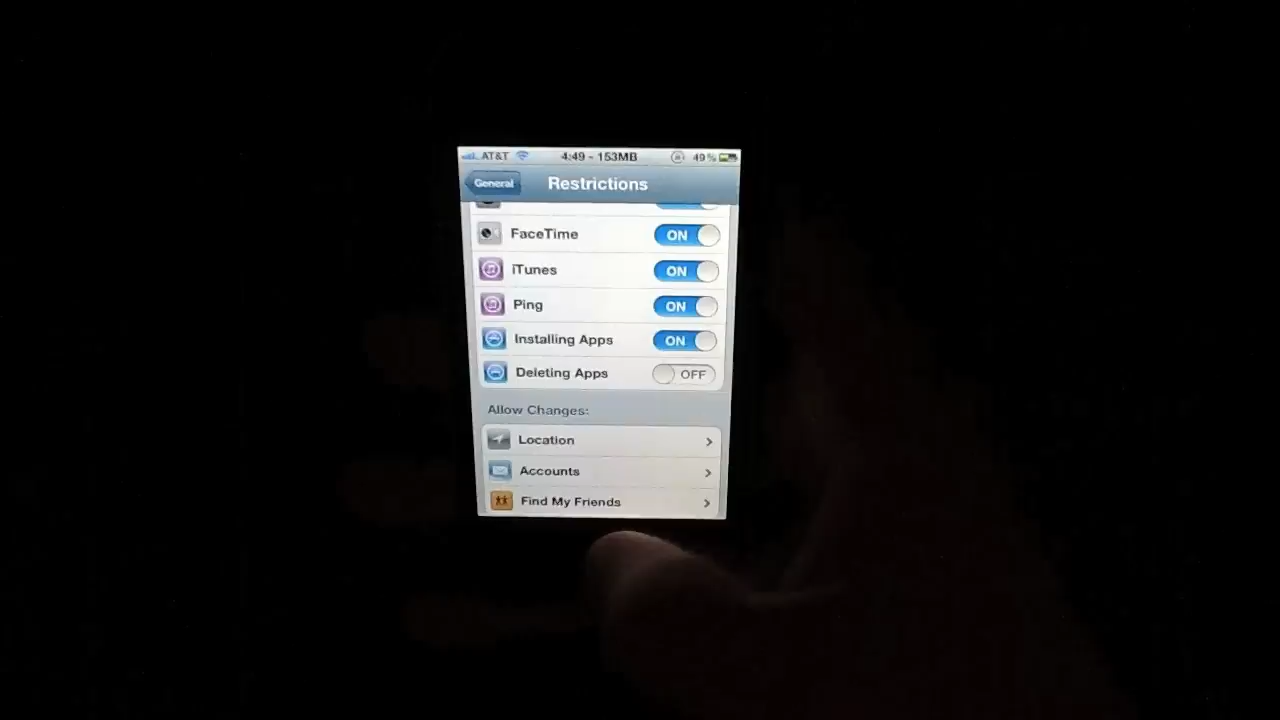 AT&T 4:49 - 153MB 49%
General Restrictions
FaceTime ON
iTunes ON
Ping ON
Installing Apps ON
Deleting Apps OFF
Allow Changes:
Location
Accounts
Find My Friends